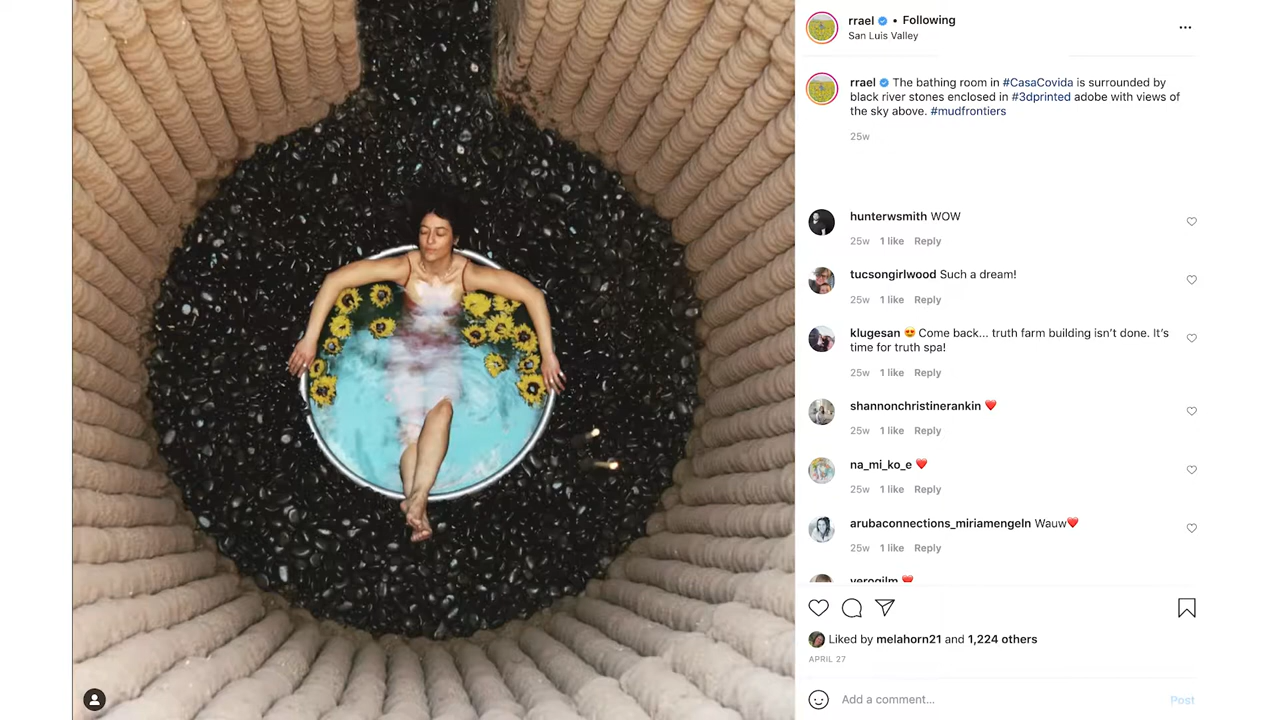 rrael • Following
San Luis Valley
rrael The bathing room in #CasaCovida is surrounded by
black river stones enclosed in #3dprinted adobe with views of
the sky above. #mudfrontiers
25w
hunterwsmith WOW
25w 1 like Reply
tucsongirlwood Such a dream!
25w 1 like Reply
klugesan 😍 Come back... truth farm building isn't done. It's
time for truth spa!
25w 1 like Reply
shannonchristinerankin ❤️
25w 1 like Reply
na_mi_ko_e ❤️
25w 1 like Reply
arubaconnections_miriamengeln Wauw❤️
25w 1 like Reply
verogilm ❤️
Liked by melahorn21 and 1,224 others
APRIL 27
Add a comment...
Post